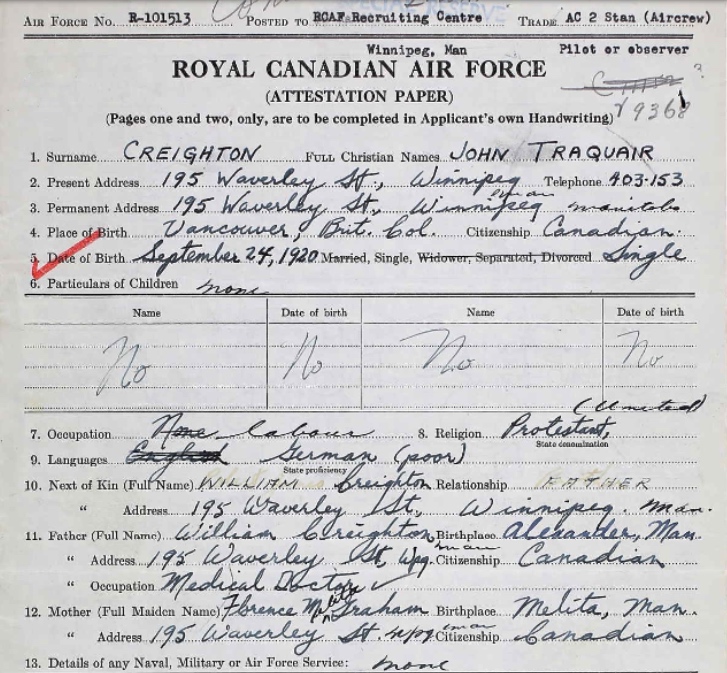 AIR FORCE No. R-101513 POSTED TO RCAF Recruiting Centre TRADE AC 2 Stan (Aircrew)
Winnipeg, Man Pilot or observer
ROYAL CANADIAN AIR FORCE
(ATTESTATION PAPER)
(Pages one and two, only, are to be completed in Applicant's own Handwriting) 9368
1. Surname CREIGHTON FULL Christian Names JOHN TRAQUAIR
2. Present Address 195 Waverley St., Winnipeg Telephone 403-153
3. Permanent Address 195 Waverley St., Winnipeg manitoba
4. Place of Birth Vancouver, Brit. Col. Citizenship Canadian.
5. Date of Birth September 24, 1920 Married, Single, Widower, Separated, Divorced Single
6. Particulars of Children none
Name Date of birth Name Date of birth
No No No No
(United)
7. Occupation None labour 8. Religion Protestant,
State denomination
9. Languages English German (poor)
State proficiency
10. Next of Kin (Full Name) WILLIAM Creighton Relationship FATHER
" Address 195 Waverley St., Winnipeg. Man.
11. Father (Full Name) William Creighton Birthplace Alexander, Man.
" Address 195 Waverley St, Wpg. man Citizenship Canadian
" Occupation Medical Doctor
12. Mother (Full Maiden Name) Florence Graham Birthplace Melita, Man.
" Address 195 Waverley St. wpg man Citizenship Canadian
13. Details of any Naval, Military or Air Force Service: none